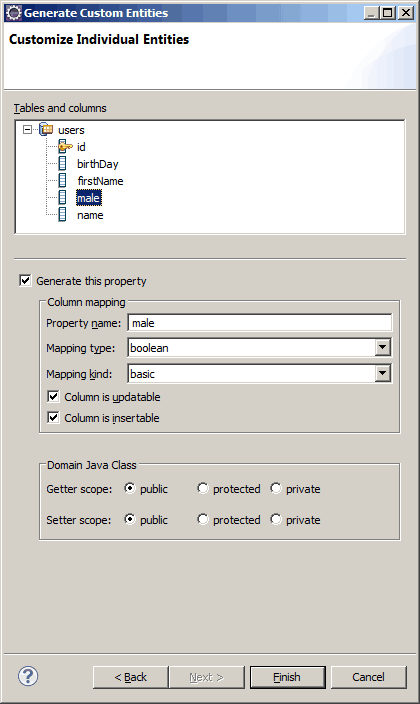 Generate Custom Entities
Customize Individual Entities
Tables and columns
users
id
birthDay
firstName
male
name
Generate this property
Column mapping
Property name: male
Mapping type: boolean
Mapping kind: basic
Column is updatable
Column is insertable
Domain Java Class
Getter scope: public protected private
Setter scope: public protected private
? < Back Next > Finish Cancel